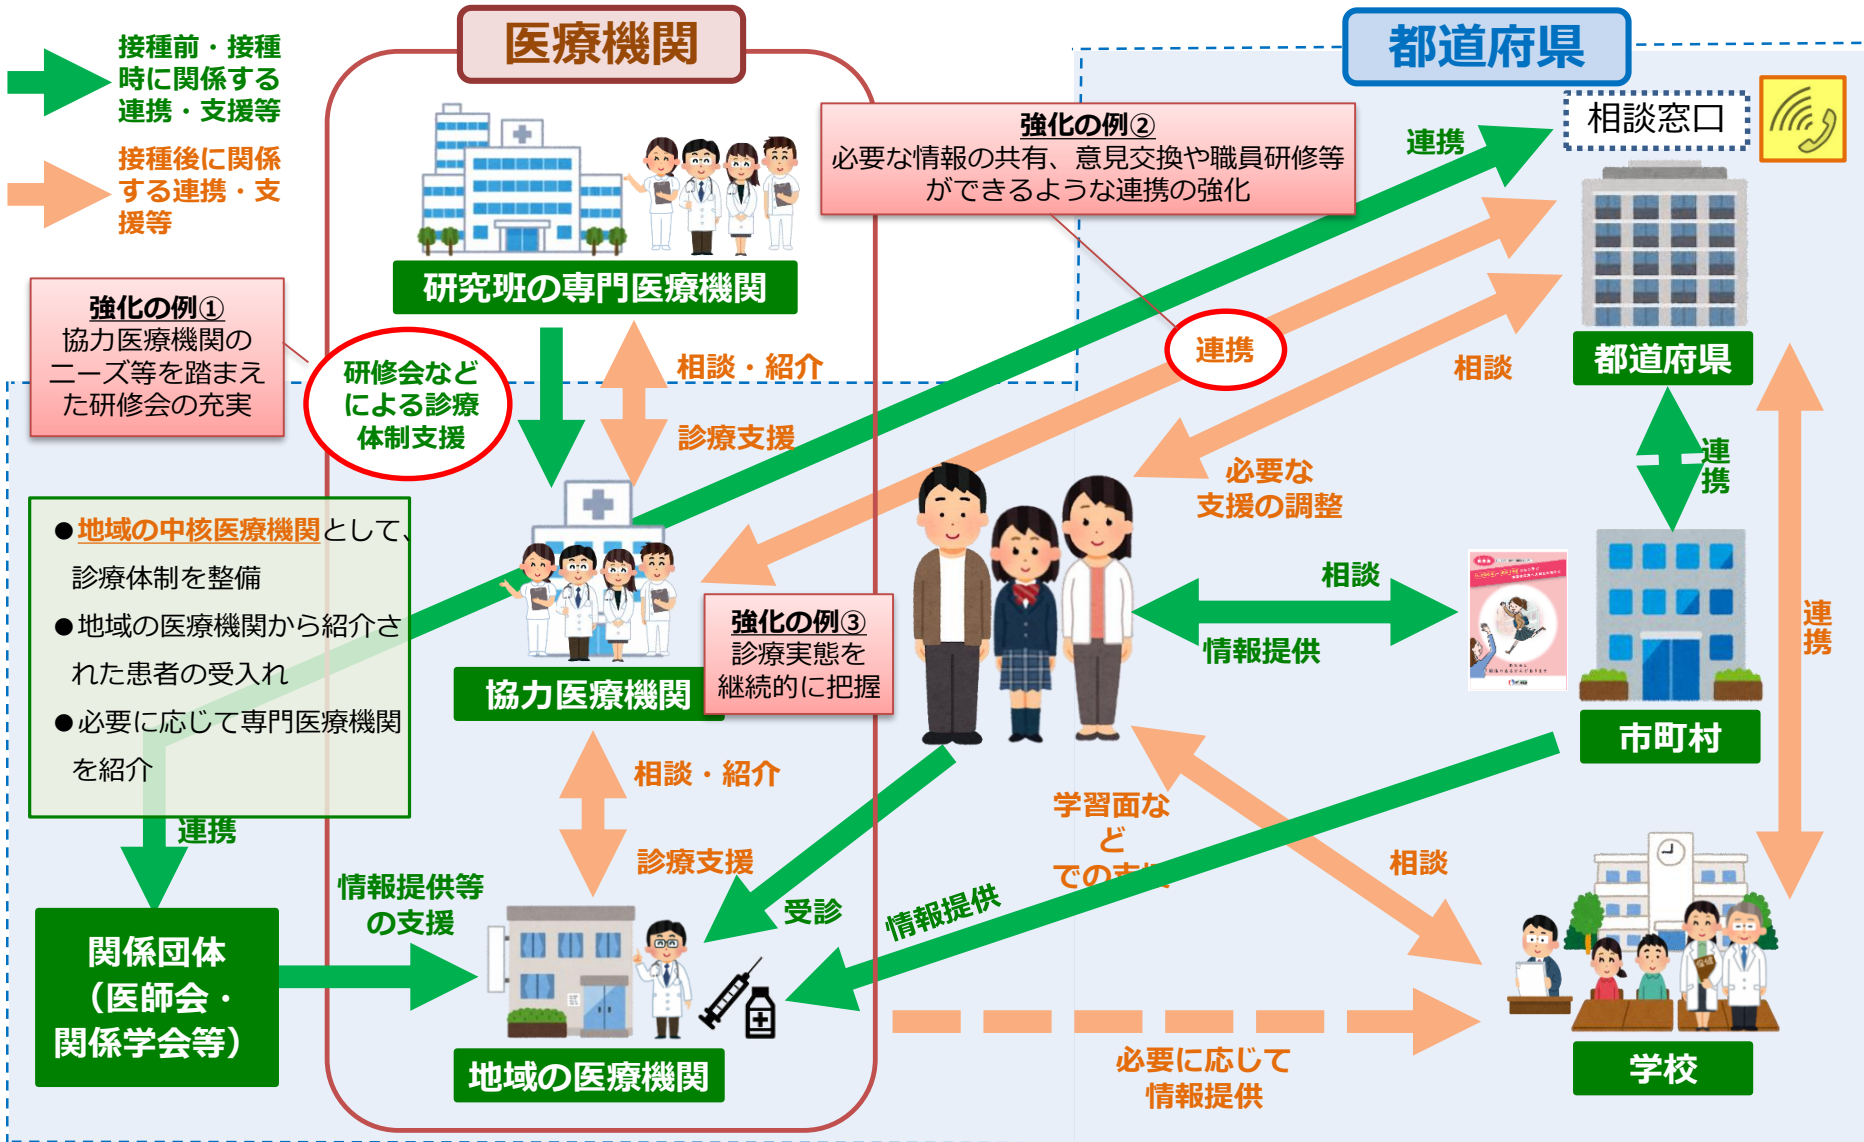 接種前・接種
時に関係する
連携・支援等
接種後に関係
する連携・支
援等
医療機関
都道府県
相談窓口
強化の例②
必要な情報の共有、意見交換や職員研修等
ができるような連携の強化
連携
研究班の専門医療機関
強化の例①
協力医療機関の
ニーズ等を踏まえ
た研修会の充実
研修会など
による診療
体制支援
相談・紹介
診療支援
連携
相談
都道府県
必要な
支援の調整
連
携
●地域の中核医療機関として、
診療体制を整備
●地域の医療機関から紹介さ
れた患者の受入れ
●必要に応じて専門医療機関
を紹介
強化の例③
診療実態を
継続的に把握
協力医療機関
相談
情報提供
市町村
連
携
相談・紹介
診療支援
学習面な
ど
での支援
相談
連携
情報提供等
の支援
受診
情報提供
関係団体
（医師会・
関係学会等）
地域の医療機関
必要に応じて
情報提供
学校